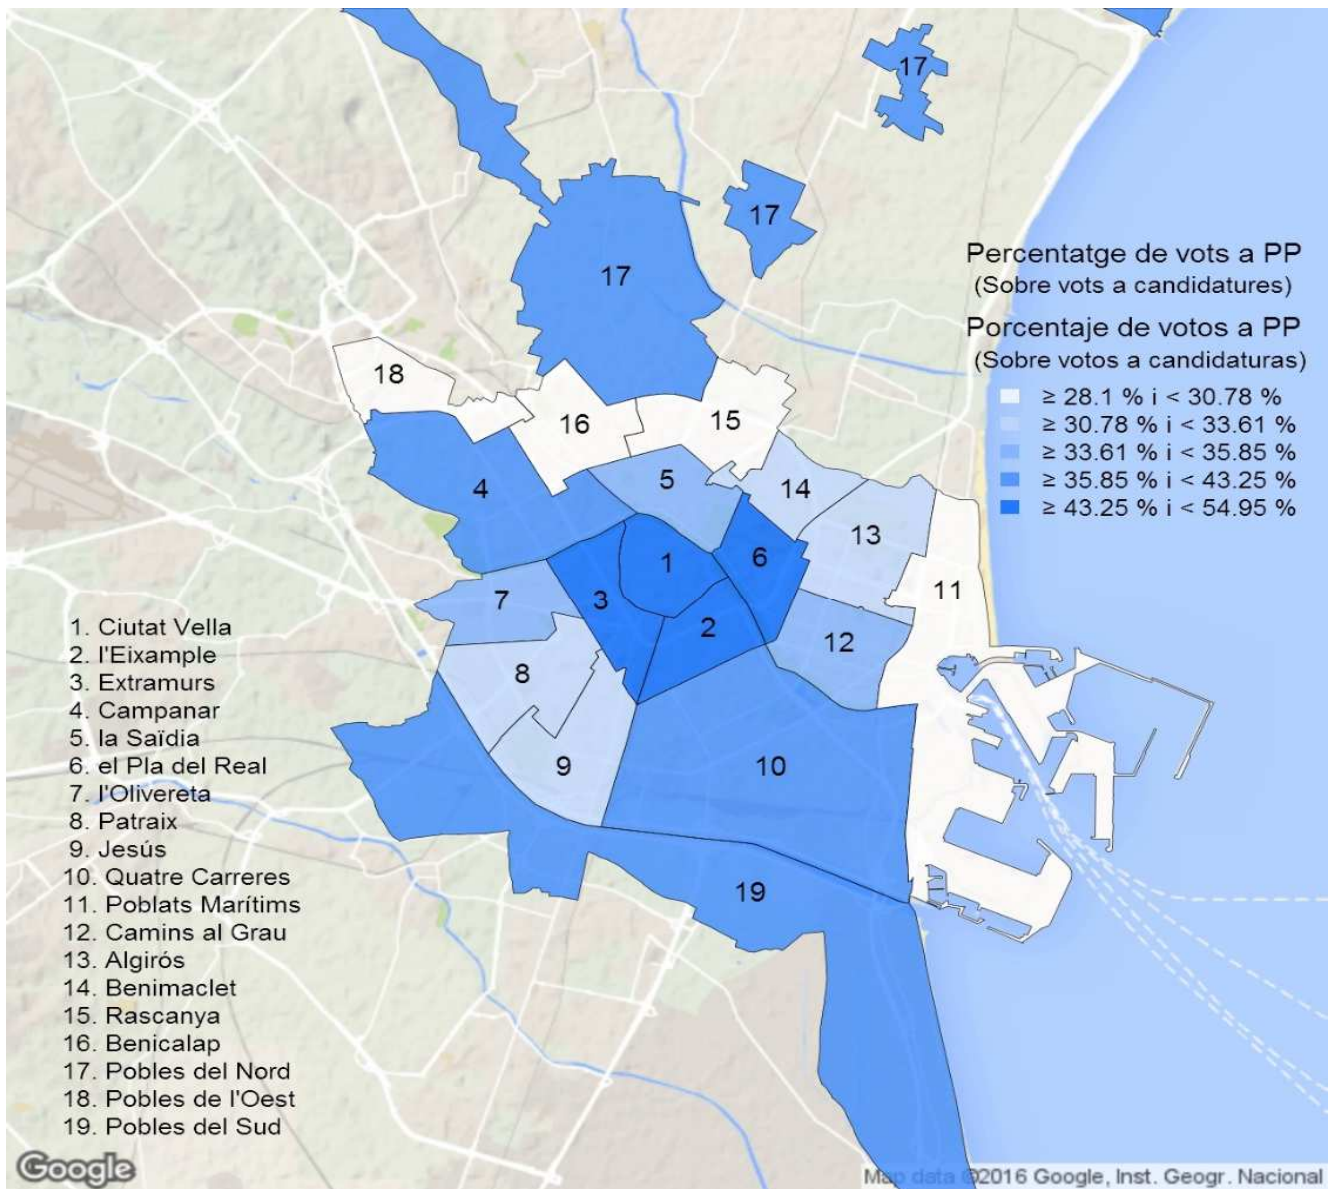 17
17
17
Percentatge de vots a PP
(Sobre vots a candidatures)
Porcentaje de votos a PP
(Sobre votos a candidaturas)
≥ 28.1 % i < 30.78 %
≥ 30.78 % i < 33.61 %
≥ 33.61 % i < 35.85 %
≥ 35.85 % i < 43.25 %
≥ 43.25 % i < 54.95 %
18
16
15
4
5
14
13
1
6
11
7
3
2
12
8
9
10
19
1. Ciutat Vella
2. l'Eixample
3. Extramurs
4. Campanar
5. la Saïdia
6. el Pla del Real
7. l'Olivereta
8. Patraix
9. Jesús
10. Quatre Carreres
11. Poblats Marítims
12. Camins al Grau
13. Algirós
14. Benimaclet
15. Rascanya
16. Benicalap
17. Pobles del Nord
18. Pobles de l'Oest
19. Pobles del Sud
Google
Map data ©2016 Google, Inst. Geogr. Nacional